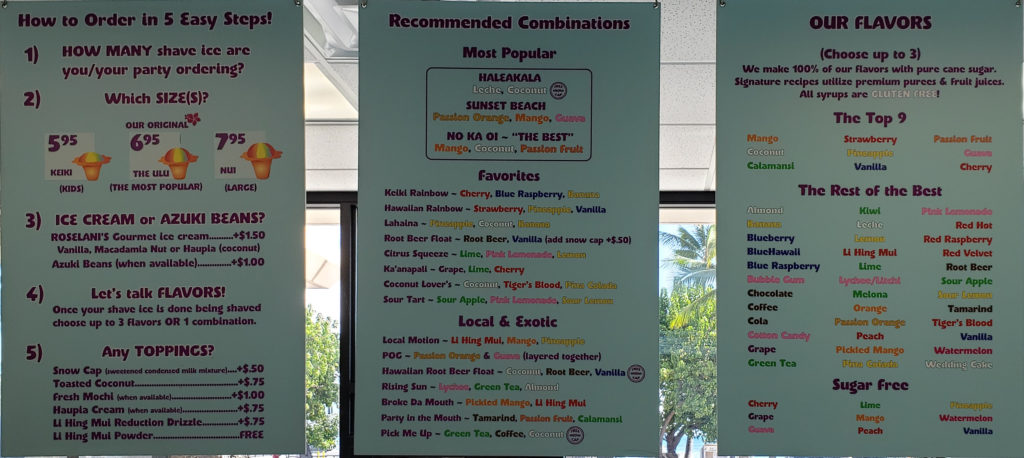 How to Order in 5 Easy Steps!
1) HOW MANY shave ice are
you/your party ordering?
2) Which SIZE(S)?
OUR ORIGINAL
5.95 KEIKI
(KIDS)
6.95 THE ULU
(THE MOST POPULAR)
7.95 NUI
(LARGE)
3) ICE CREAM or AZUKI BEANS?
ROSELANI'S Gourmet ice cream..........+$1.50
Vanilla, Macadamia Nut or Haupia (coconut)
Azuki Beans (when available).............+$1.00
4) Let's talk FLAVORS!
Once your shave ice is done being shaved
choose up to 3 flavors OR 1 combination.
5) Any TOPPINGS?
Snow Cap (sweetened condensed milk mixture)....+$.50
Toasted Coconut.........................+$.75
Fresh Mochi (when available)...............+$1.00
Haupia Cream (when available)..............+$.75
Li Hing Mui Reduction Drizzle.........+$.75
Li Hing Mui Powder......................FREE
Recommended Combinations
Most Popular
HALEAKALA
Leche, Coconut FREE SNOW CAP
SUNSET BEACH
Passion Orange, Mango, Guava
NO KA OI ~ "THE BEST"
Mango, Coconut, Passion Fruit
Favorites
Keiki Rainbow ~ Cherry, Blue Raspberry, Banana
Hawaiian Rainbow ~ Strawberry, Pineapple, Vanilla
Lahaina ~ Pineapple, Coconut, Banana
Root Beer Float ~ Root Beer, Vanilla (add snow cap +$.50)
Citrus Squeeze ~ Lime, Pink Lemonade, Lemon
Ka'anapali ~ Grape, Lime, Cherry
Coconut Lover's ~ Coconut, Tiger's Blood, Pina Colada
Sour Tart ~ Sour Apple, Pink Lemonade, Sour Lemon
Local & Exotic
Local Motion ~ Li Hing Mui, Mango, Pineapple
POG ~ Passion Orange & Guava (layered together)
Hawaiian Root Beer Float ~ Coconut, Root Beer, Vanilla FREE SNOW CAP
Rising Sun ~ Lychee, Green Tea, Almond
Broke Da Mouth ~ Pickled Mango, Li Hing Mui
Party in the Mouth ~ Tamarind, Passion Fruit, Calamansi
Pick Me Up ~ Green Tea, Coffee, Coconut FREE SNOW CAP
OUR FLAVORS
(Choose up to 3)
We make 100% of our flavors with pure cane sugar.
Signature recipes utilize premium purees & fruit juices.
All syrups are GLUTEN FREE!
The Top 9
Mango Strawberry Passion Fruit
Coconut Pineapple Guava
Calamansi Vanilla Cherry
The Rest of the Best
Almond Kiwi Pink Lemonade
Banana Leche Red Hot
Blueberry Lemon Red Raspberry
BlueHawaii Li Hing Mui Red Velvet
Blue Raspberry Lime Root Beer
Bubble Gum Lychee/Litchi Sour Apple
Chocolate Melona Sour Lemon
Coffee Orange Tamarind
Cola Passion Orange Tiger's Blood
Cotton Candy Peach Vanilla
Grape Pickled Mango Watermelon
Green Tea Pina Colada Wedding Cake
Sugar Free
Cherry Lime Pineapple
Grape Mango Watermelon
Guava Peach Vanilla